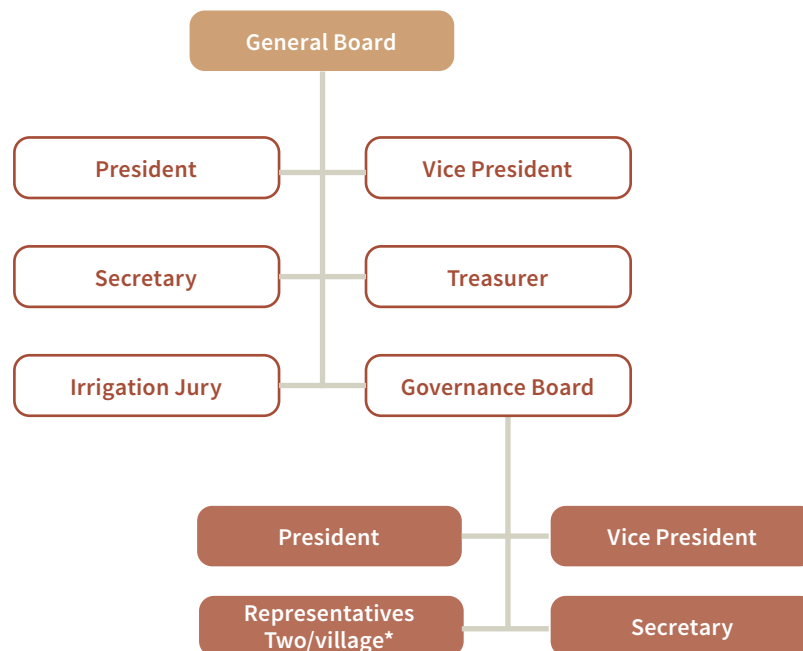 General Board
President
Vice President
Secretary
Treasurer
Irrigation Jury
Governance Board
President
Vice President
Representatives
Two/village*
Secretary